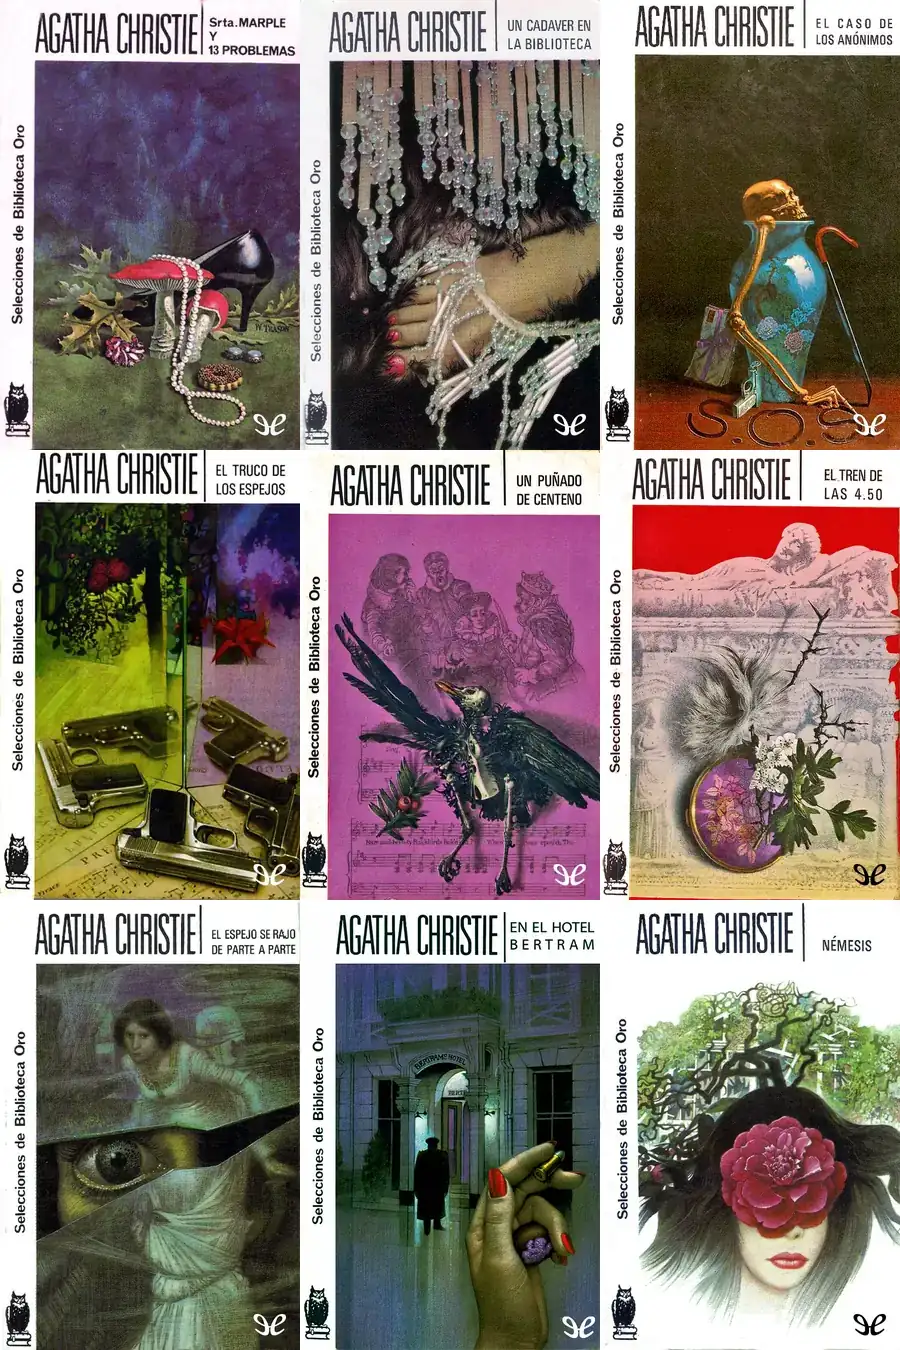 AGATHA CHRISTIE
Srta. MARPLE
Y
13 PROBLEMAS
Selecciones de Biblioteca Oro
W. TEASON
AGATHA CHRISTIE
UN CADAVER EN
LA BIBLIOTECA
Selecciones de Biblioteca Oro
AGATHA CHRISTIE
EL CASO DE
LOS ANÓNIMOS
Selecciones de Biblioteca Oro
S.O.S
AGATHA CHRISTIE
EL TRUCO DE
LOS ESPEJOS
Selecciones de Biblioteca Oro
AGATHA CHRISTIE
UN PUÑADO
DE CENTENO
Selecciones de Biblioteca Oro
AGATHA CHRISTIE
EL TREN DE
LAS 4.50
Selecciones de Biblioteca Oro
AGATHA CHRISTIE
EL ESPEJO SE RAJO
DE PARTE A PARTE
Selecciones de Biblioteca Oro
AGATHA CHRISTIE
EN EL HOTEL
BERTRAM
Selecciones de Biblioteca Oro
BERTRAMS HOTEL
BERT
AGATHA CHRISTIE
NÉMESIS
Selecciones de Biblioteca Oro